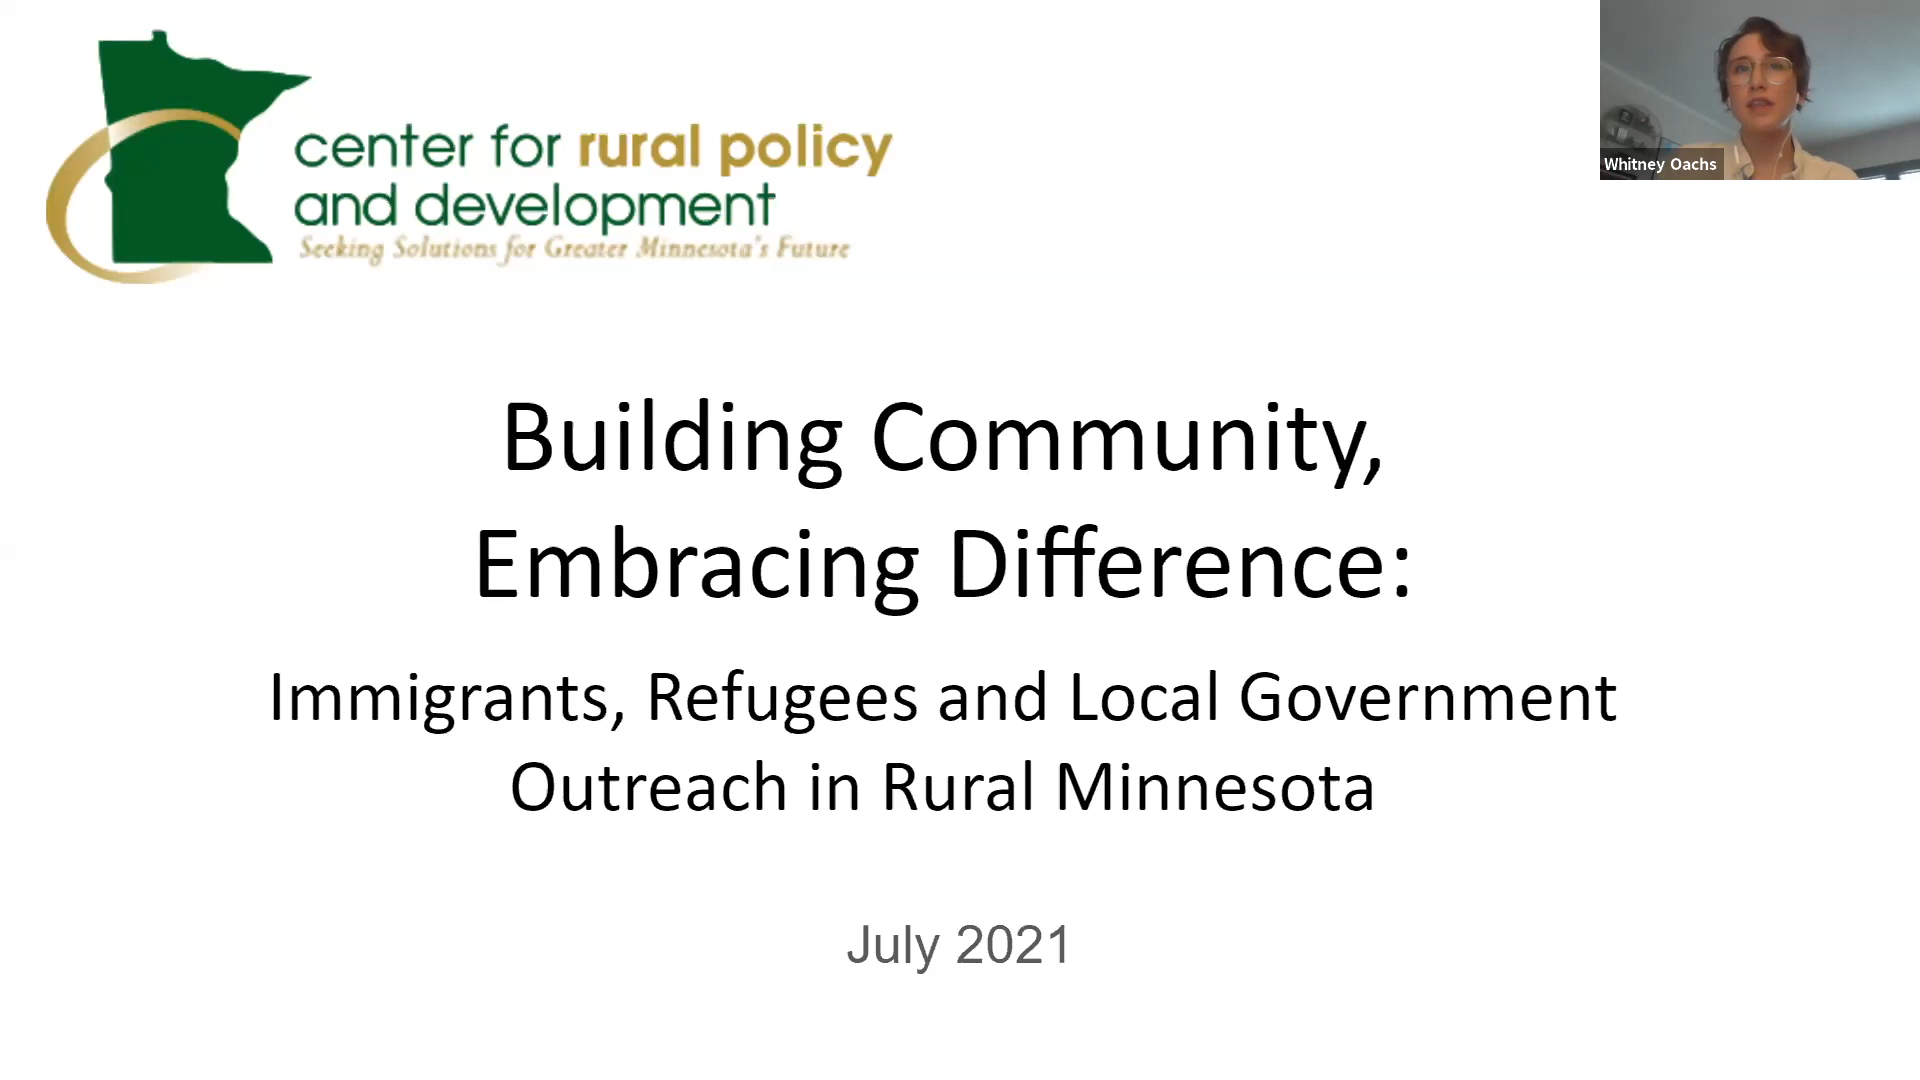 center for rural policy
and development
Seeking Solutions for Greater Minnesota's Future
Whitney Oachs
Building Community,
Embracing Difference:
Immigrants, Refugees and Local Government
Outreach in Rural Minnesota
July 2021